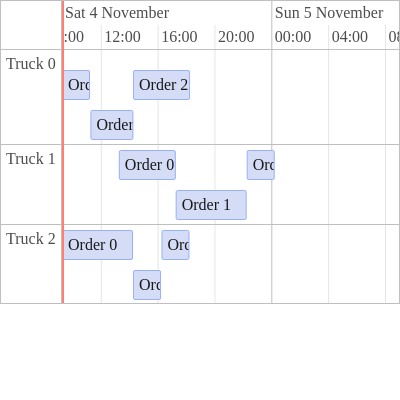 Sat 4 November Sun 5 November
:00 12:00 16:00 20:00 00:00 04:00
Truck 0
Order 2
Order
Truck 1
Order 0
Order 1
Truck 2
Order 0